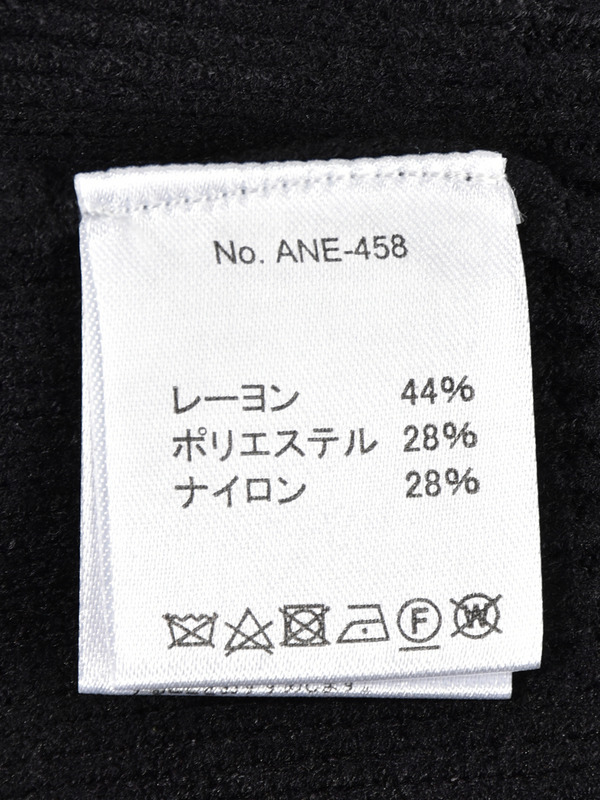 No. ANE-458
レーヨン 44%
ポリエステル 28%
ナイロン 28%
F W